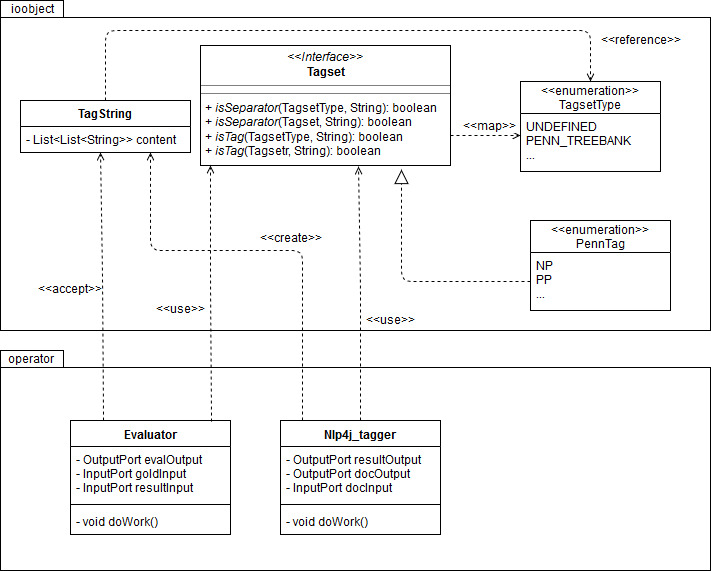 ioobject
<<reference>>
<<Interface>>
Tagset
+ isSeparator(TagsetType, String): boolean
+ isSeparator(Tagset, String): boolean
+ isTag(TagsetType, String): boolean
+ isTag(Tagsetr, String): boolean
TagString
- List<List<String>> content
<<map>>
<<enumeration>>
TagsetType
UNDEFINED
PENN_TREEBANK
...
<<enumeration>>
PennTag
NP
PP
...
<<create>>
<<accept>>
<<use>>
<<use>>
operator
Evaluator
- OutputPort evalOutput
- InputPort goldInput
- InputPort resultInput
- void doWork()
Nlp4j_tagger
- OutputPort resultOutput
- OutputPort docOutput
- InputPort docInput
- void doWork()